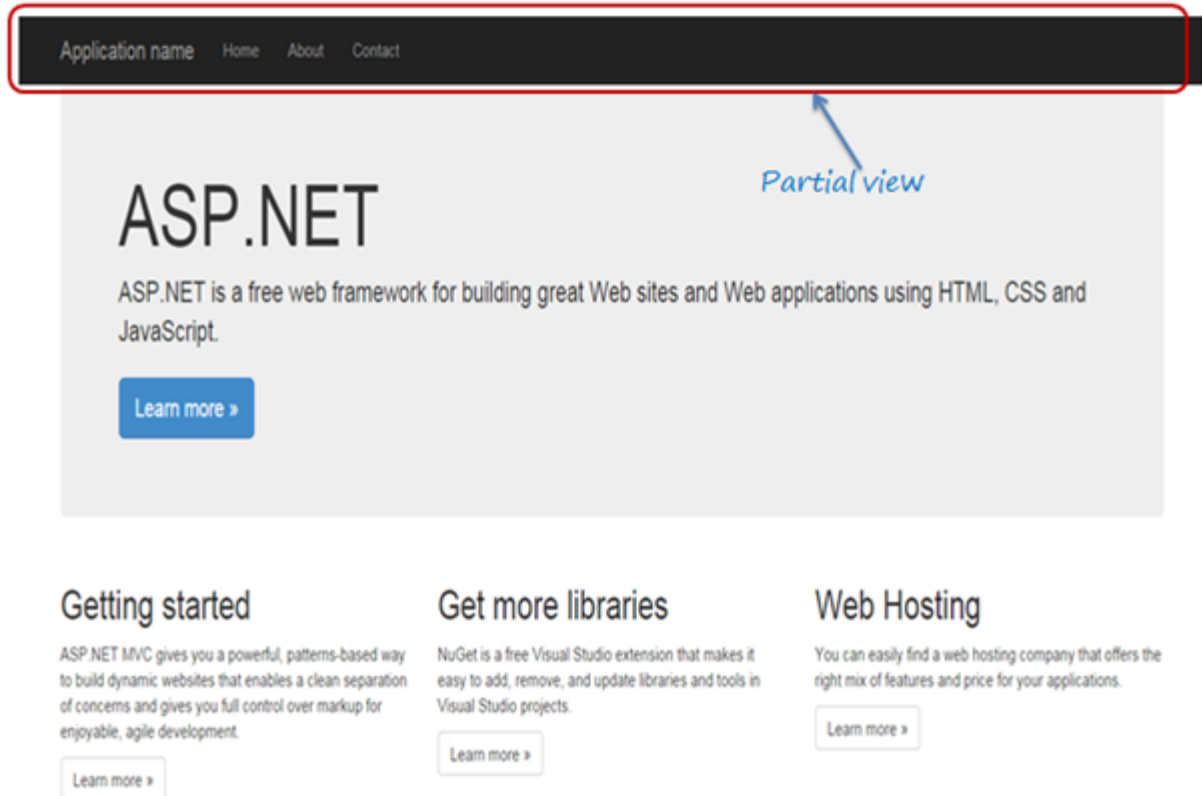 Application name Home About Contact
Partial view
ASP.NET
ASP.NET is a free web framework for building great Web sites and Web applications using HTML, CSS and
JavaScript.
Learn more »
Getting started
ASP.NET MVC gives you a powerful, patterns-based way
to build dynamic websites that enables a clean separation
of concerns and gives you full control over markup for
enjoyable, agile development.
Learn more »
Get more libraries
NuGet is a free Visual Studio extension that makes it
easy to add, remove, and update libraries and tools in
Visual Studio projects.
Learn more »
Web Hosting
You can easily find a web hosting company that offers the
right mix of features and price for your applications.
Learn more »